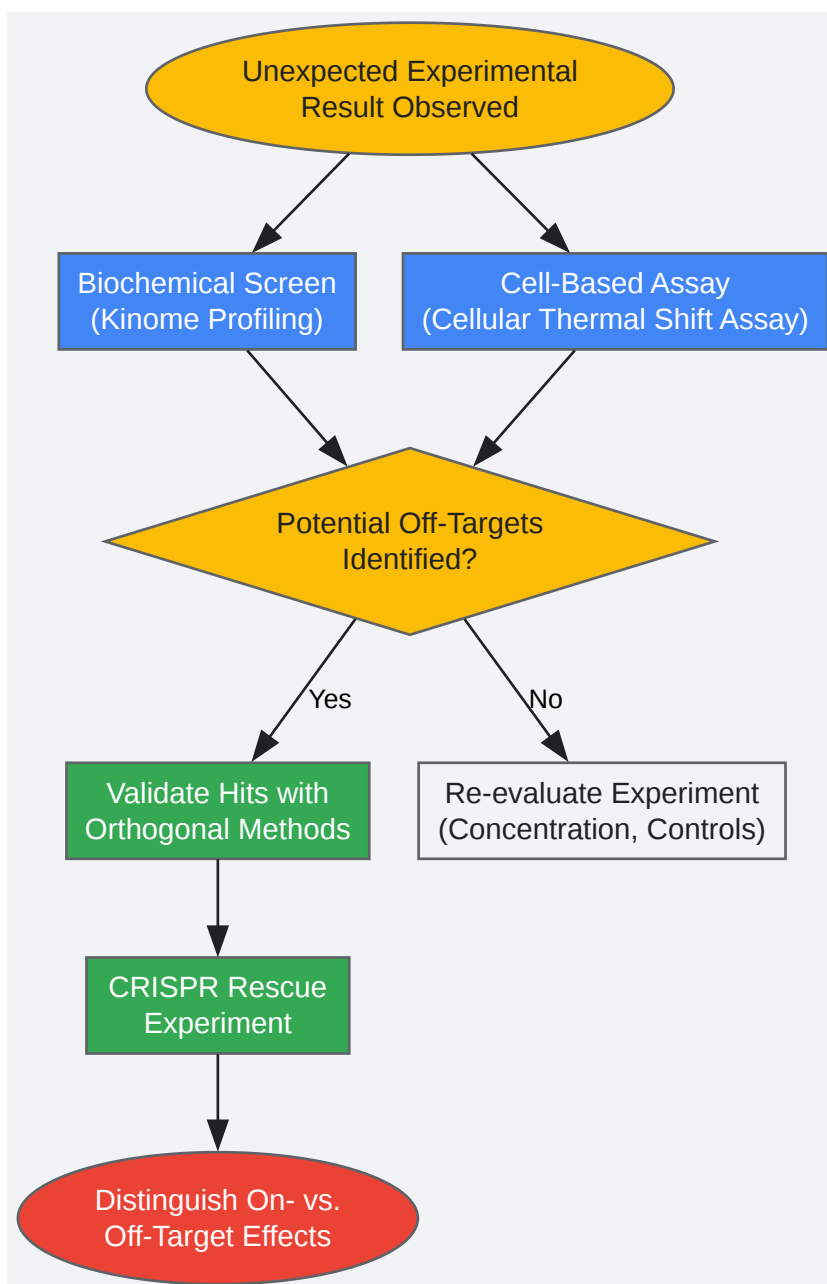 Unexpected Experimental
Result Observed
Biochemical Screen
(Kinome Profiling)
Cell-Based Assay
(Cellular Thermal Shift Assay)
Potential Off-Targets
Identified?
Yes
No
Validate Hits with
Orthogonal Methods
Re-evaluate Experiment
(Concentration, Controls)
CRISPR Rescue
Experiment
Distinguish On- vs.
Off-Target Effects